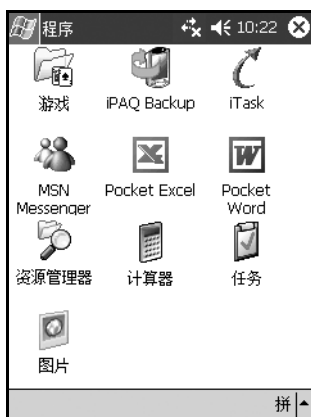 程序 10:22
游戏 iPAQ Backup iTask
MSN Messenger Pocket Excel Pocket Word
资源管理器 计算器 任务
图片
拼